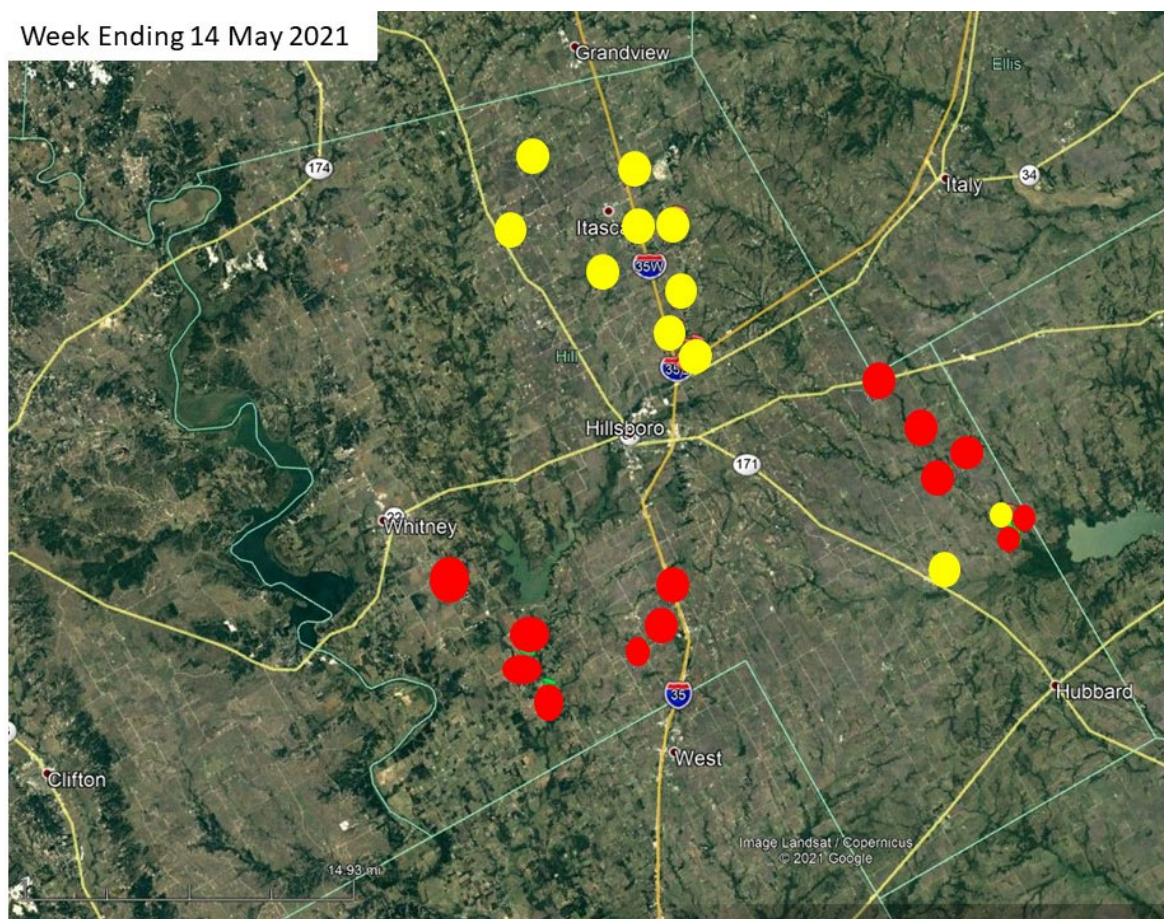 Week Ending 14 May 2021
Grandview
Ellis
174
Italy
34
Itasca
35W
Hill
Hillsboro
171
22
Whitney
35
Hubbard
West
Clifton
Image Landsat / Copernicus
© 2021 Google
14.93 mi